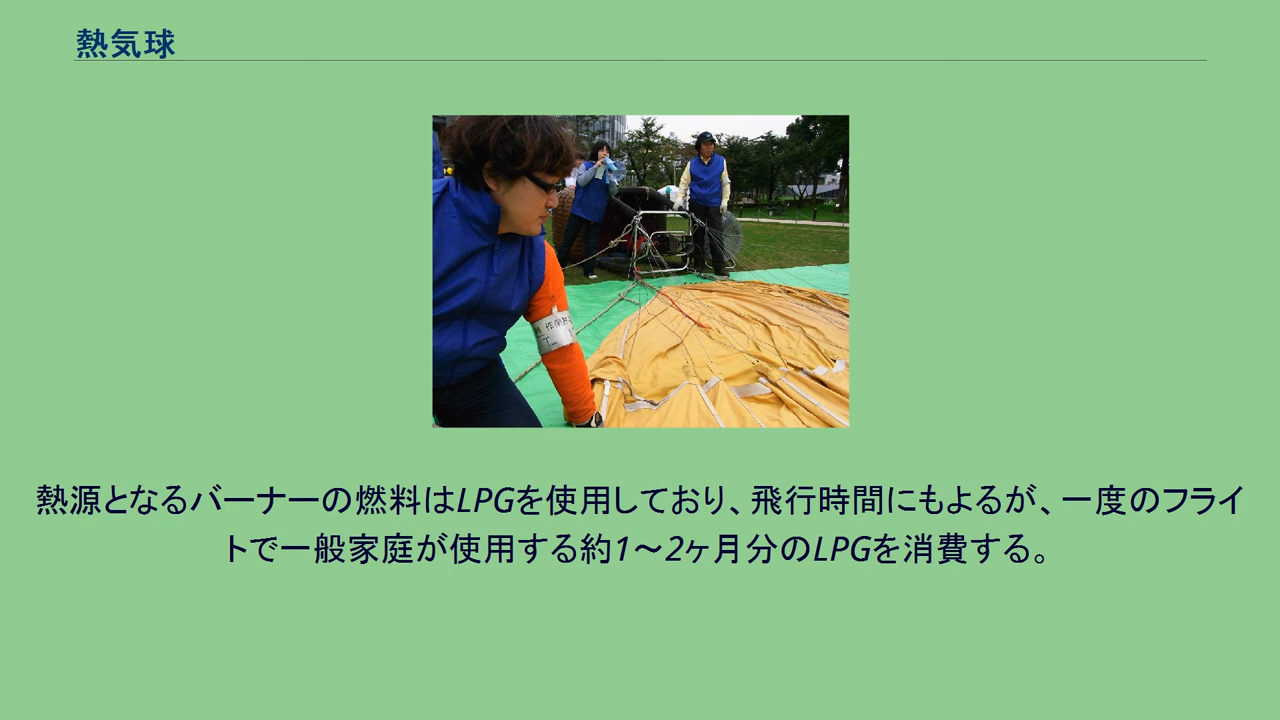 熱気球
熱源となるバーナーの燃料はLPGを使用しており、飛行時間にもよるが、一度のフライ
トで一般家庭が使用する約1～2ヶ月分のLPGを消費する。